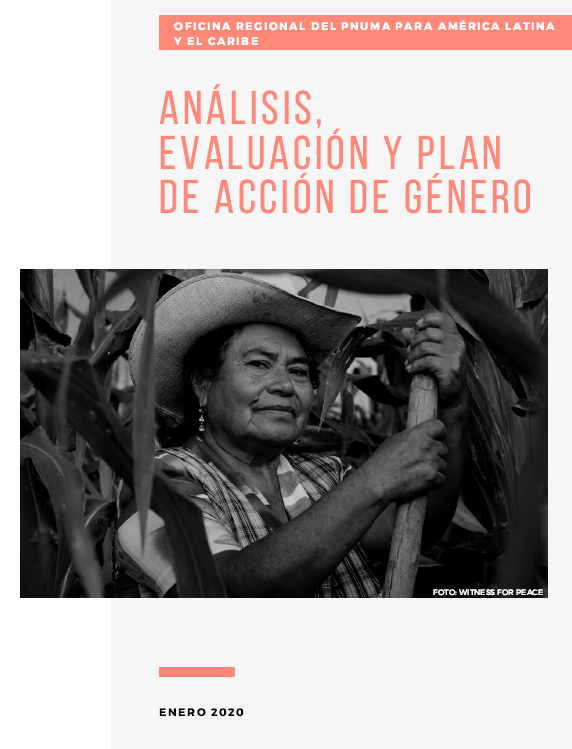 OFICINA REGIONAL DEL PNUMA PARA AMÉRICA LATINA
Y EL CARIBE
ANÁLISIS,
EVALUACIÓN Y PLAN
DE ACCIÓN DE GÉNERO
FOTO: WITNESS FOR PEACE
ENERO 2020